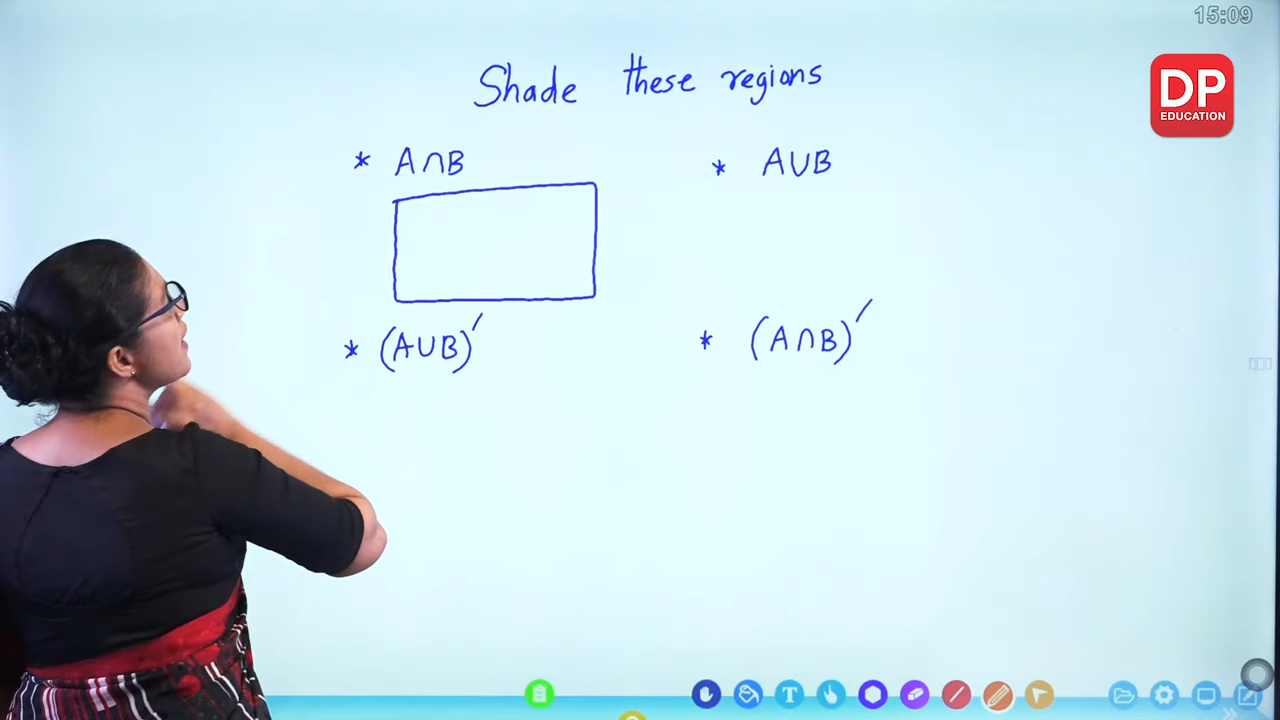 15:09
Shade these regions
DP
EDUCATION
* A∩B
* A∪B
* (A∪B)′
* (A∩B)′